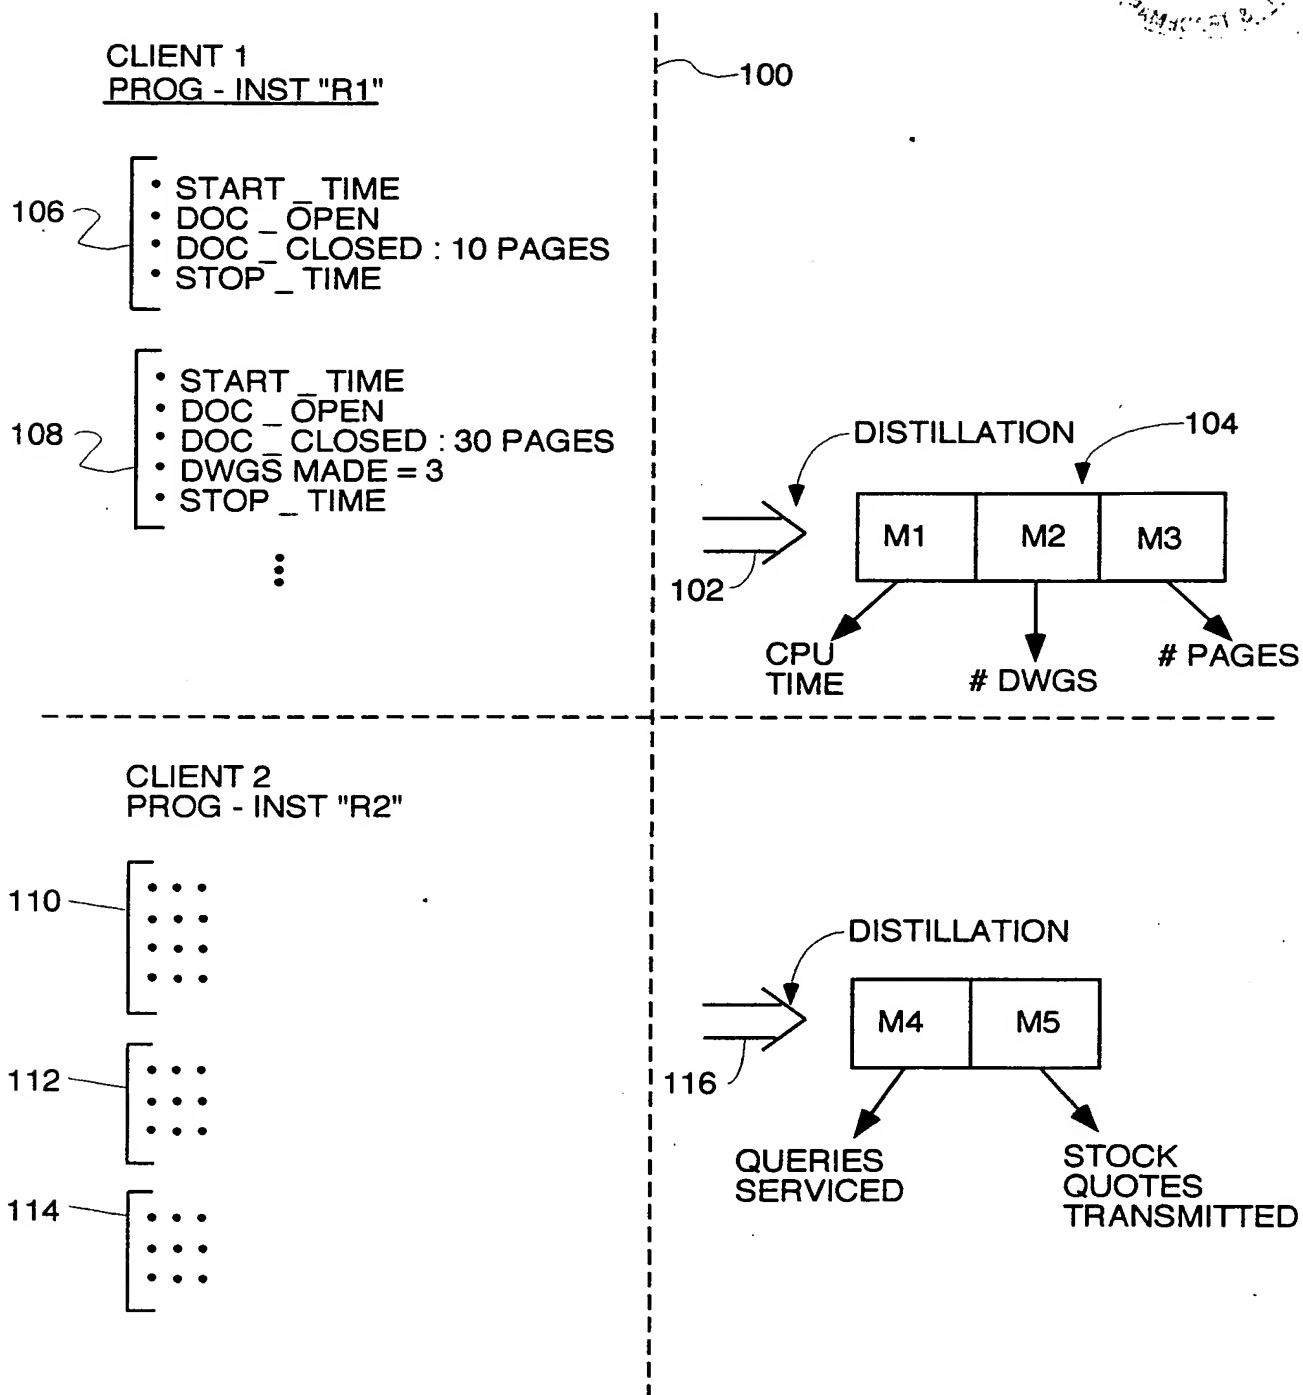 CLIENT 1
PROG - INST "R1"
100
106
• START _ TIME
• DOC _ OPEN
• DOC _ CLOSED : 10 PAGES
• STOP _ TIME
108
• START _ TIME
• DOC _ OPEN
• DOC _ CLOSED : 30 PAGES
• DWGS MADE = 3
• STOP _ TIME
DISTILLATION
104
102
M1
M2
M3
CPU
TIME
# DWGS
# PAGES
CLIENT 2
PROG - INST "R2"
110
112
114
DISTILLATION
116
M4
M5
QUERIES
SERVICED
STOCK
QUOTES
TRANSMITTED